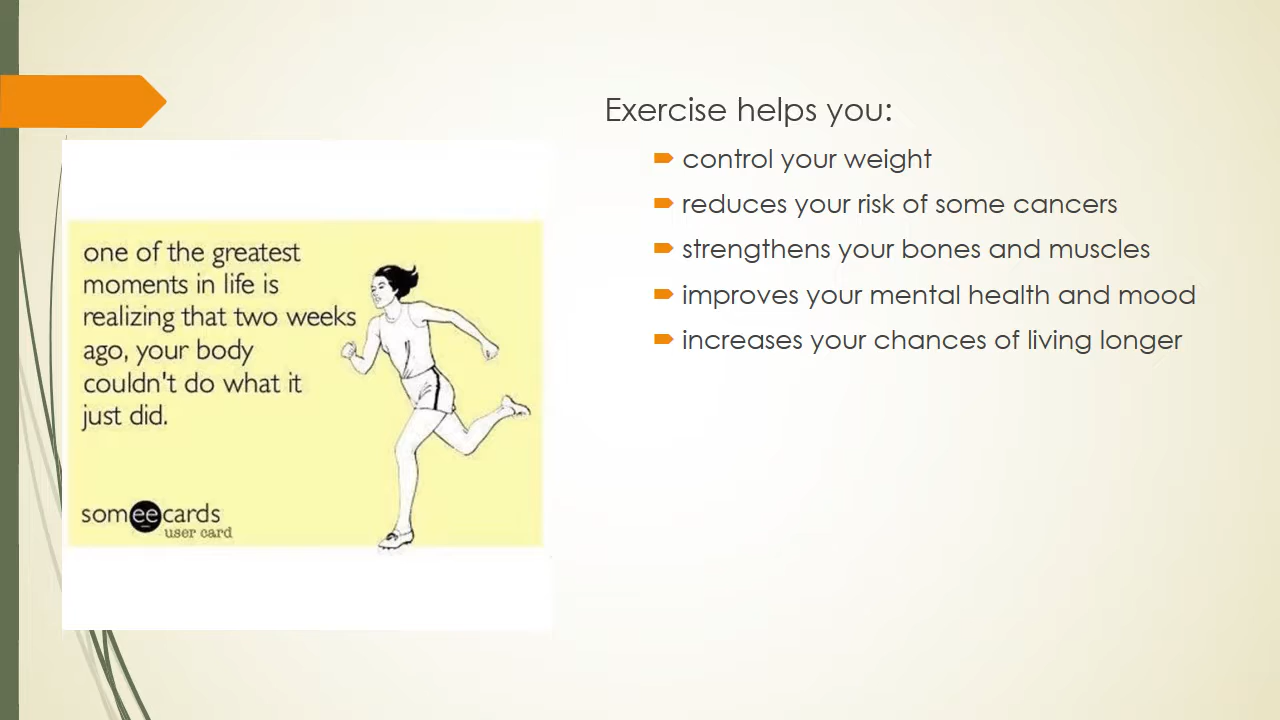 one of the greatest
moments in life is
realizing that two weeks
ago, your body
couldn't do what it
just did.
someecards
user card
Exercise helps you:
control your weight
reduces your risk of some cancers
strengthens your bones and muscles
improves your mental health and mood
increases your chances of living longer